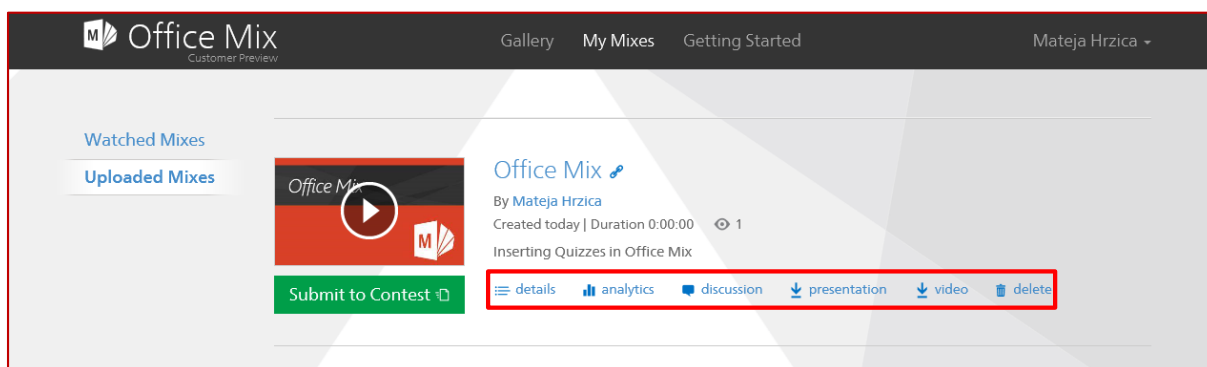 Office Mix
Customer Preview
Gallery My Mixes Getting Started Mateja Hrzica
Watched Mixes
Uploaded Mixes
Office Mix
M
Submit to Contest
Office Mix
By Mateja Hrzica
Created today | Duration 0:00:00 1
Inserting Quizzes in Office Mix
details analytics discussion presentation video delete